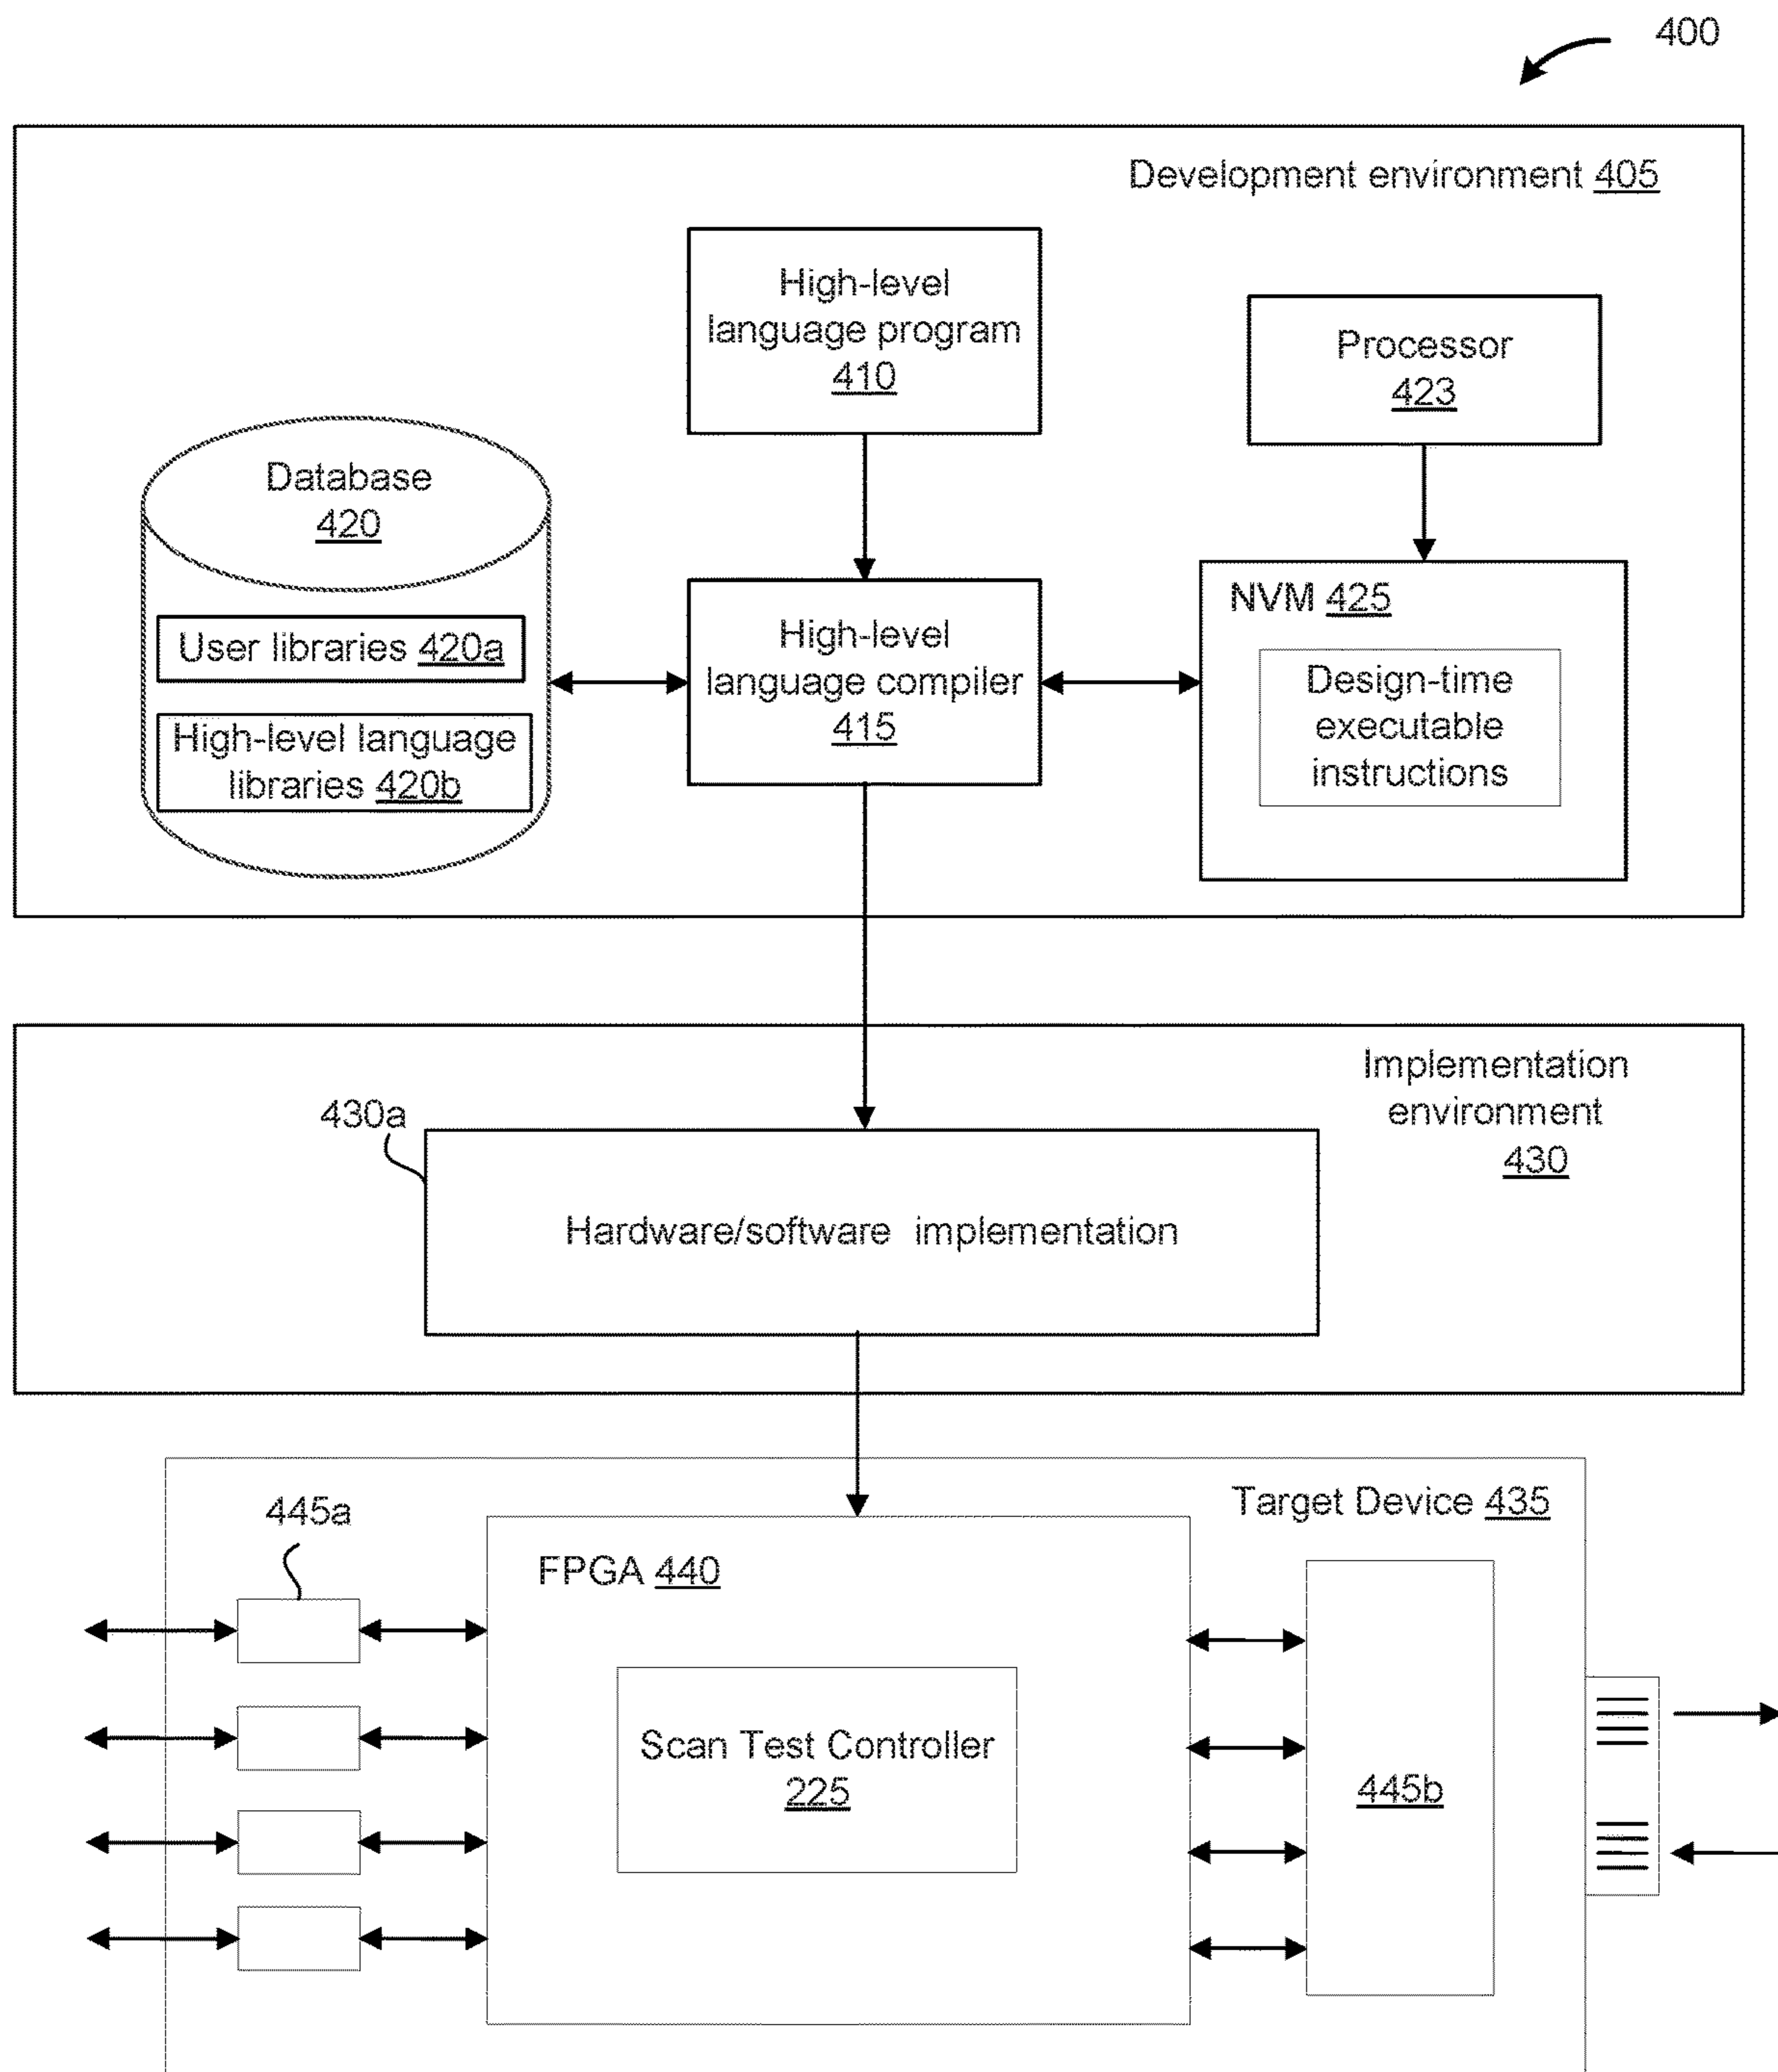 400
Development environment 405
High-level
language program
410
Processor
423
Database
420
User libraries 420a
High-level language
libraries 420b
High-level
language compiler
415
NVM 425
Design-time
executable
instructions
Implementation
environment
430
430a
Hardware/software implementation
Target Device 435
445a
FPGA 440
Scan Test Controller
225
445b